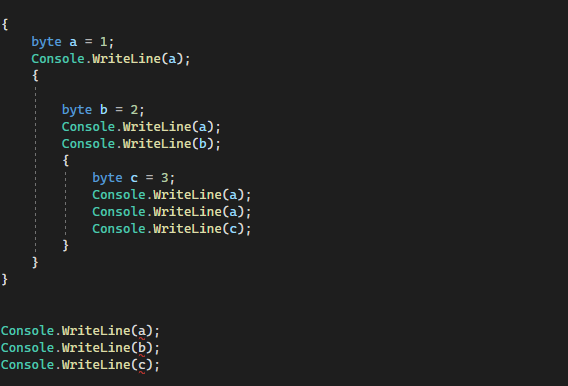 {
byte a = 1;
Console.WriteLine(a);
{
byte b = 2;
Console.WriteLine(a);
Console.WriteLine(b);
{
byte c = 3;
Console.WriteLine(a);
Console.WriteLine(a);
Console.WriteLine(c);
}
}
}
Console.WriteLine(a);
Console.WriteLine(b);
Console.WriteLine(c);